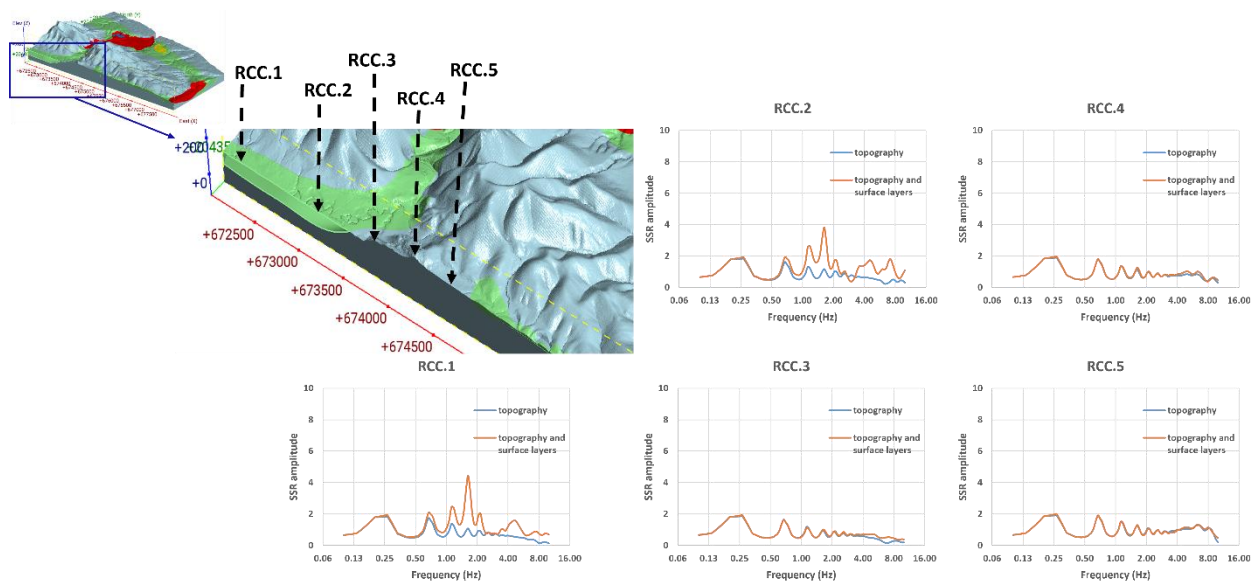 Elev (Z)
+672500
+673000
+673500
+674000
East (X)
RCC.1
RCC.2
RCC.3
RCC.4
RCC.5
+200
+0
+672500
+673000
+673500
+674000
+674500
RCC.2
10
8
6
4
2
0
SSR amplitude
topography
topography and
surface layers
0.06 0.13 0.25 0.50 1.00 2.00 4.00 8.00 16.00
Frequency (Hz)
RCC.4
10
8
6
4
2
0
SSR amplitude
topography
topography and
surface layers
0.06 0.13 0.25 0.50 1.00 2.00 4.00 8.00 16.00
Frequency (Hz)
RCC.1
10
8
6
4
2
0
SSR amplitude
topography
topography and
surface layers
0.06 0.13 0.25 0.50 1.00 2.00 4.00 8.00 16.00
Frequency (Hz)
RCC.3
10
8
6
4
2
0
SSR amplitude
topography
topography and
surface layers
0.06 0.13 0.25 0.50 1.00 2.00 4.00 8.00 16.00
Frequency (Hz)
RCC.5
10
8
6
4
2
0
SSR amplitude
topography
topography and
surface layers
0.06 0.13 0.25 0.50 1.00 2.00 4.00 8.00 16.00
Frequency (Hz)